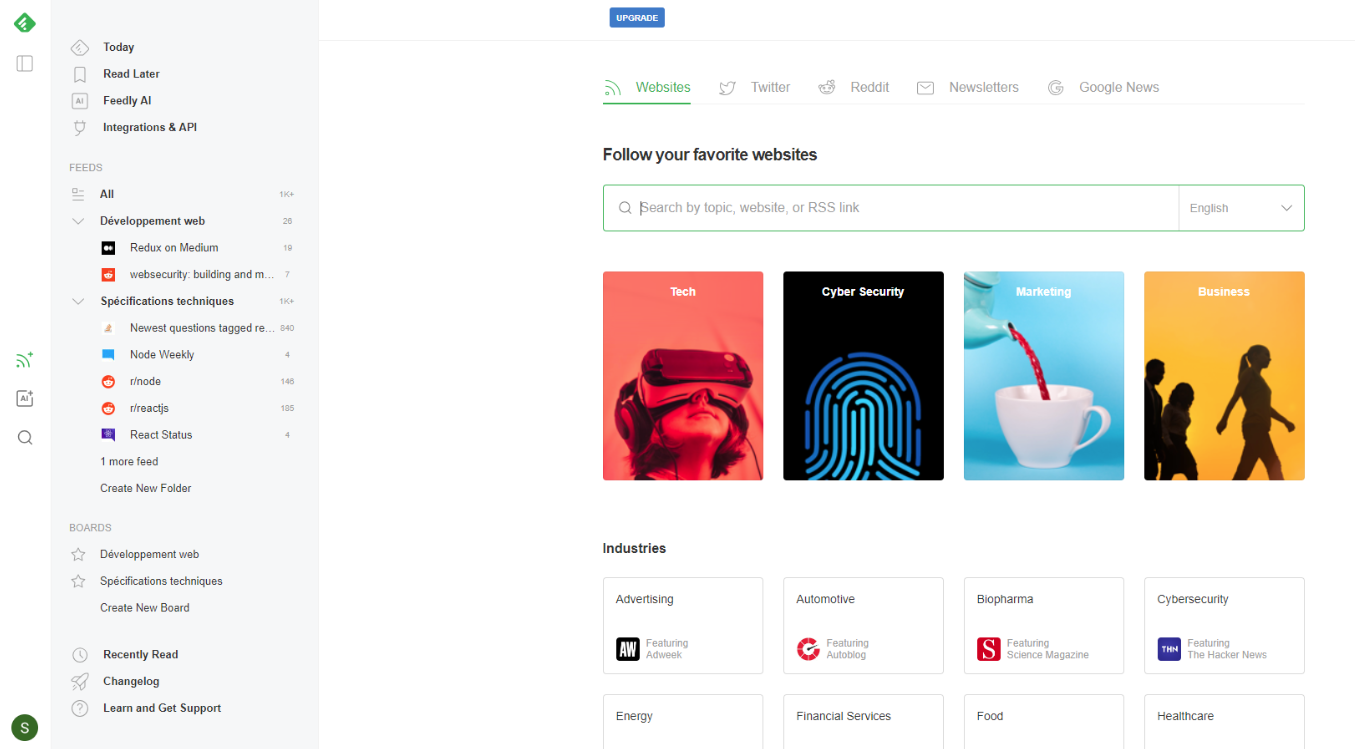 UPGRADE
Today
Read Later
AI Feedly AI
Integrations & API
FEEDS
All 1K+
Développement web 26
Redux on Medium 19
websecurity: building and m... 7
Spécifications techniques 1K+
Newest questions tagged re... 840
Node Weekly 4
r/node 146
r/reactjs 185
React Status 4
1 more feed
Create New Folder
BOARDS
Développement web
Spécifications techniques
Create New Board
Recently Read
Changelog
Learn and Get Support
AI
S
Websites Twitter Reddit Newsletters Google News
Follow your favorite websites
Search by topic, website, or RSS link English
Tech Cyber Security Marketing Business
Industries
Advertising
AW Featuring
Adweek
Automotive
Featuring
Autoblog
Biopharma
S Featuring
Science Magazine
Cybersecurity
THN Featuring
The Hacker News
Energy Financial Services Food Healthcare